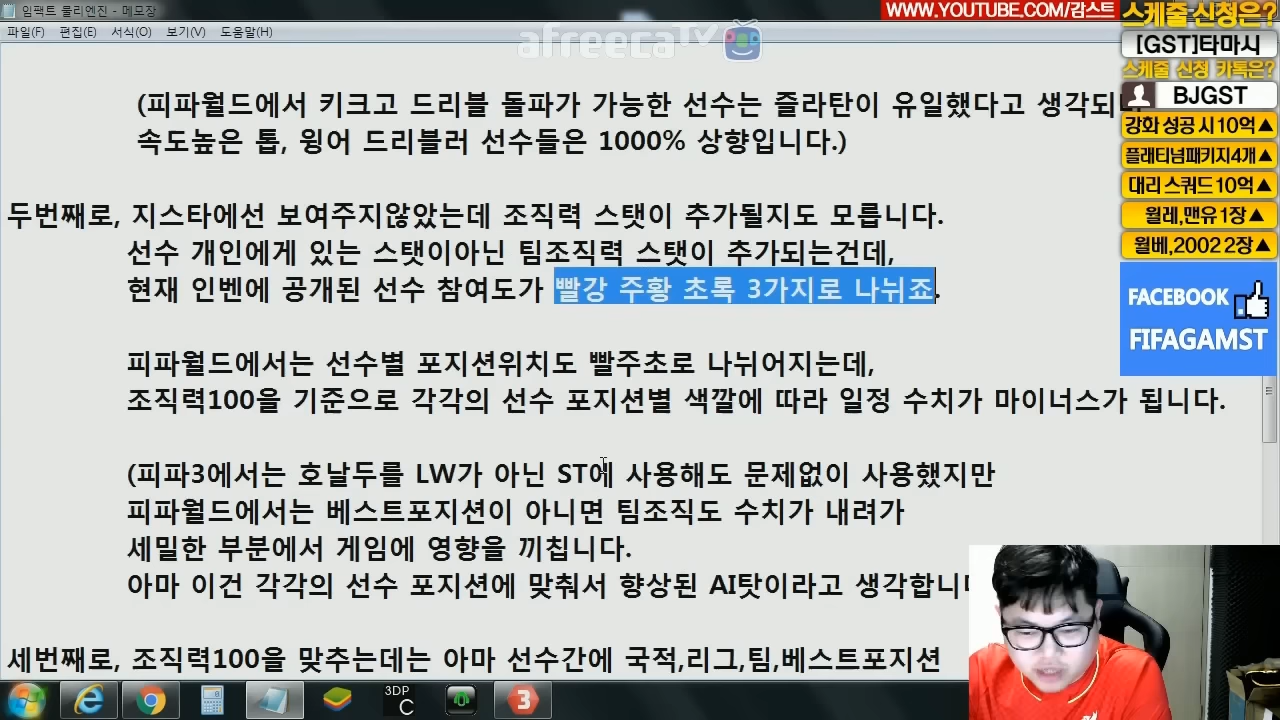 임팩트 물리엔진 - 메모장
WWW.YOUTUBE.COM/감스트
스케줄 신청은?
파일(F) 편집(E) 서식(O) 보기(V) 도움말(H)
afreecaTV
[GST]타마시
스케줄 신청 카톡은?
BJGST
(피파월드에서 키크고 드리블 돌파가 가능한 선수는 즐라탄이 유일했다고 생각되
속도높은 톱, 윙어 드리블러 선수들은 1000% 상향입니다.)
강화 성공 시 10억▲
플래티넘패키지4개▲
대리 스쿼드 10억▲
월레,맨유 1장▲
월베,2002 2장▲
두번째로, 지스타에선 보여주지않았는데 조직력 스탯이 추가될지도 모릅니다.
선수 개인에게 있는 스탯이아닌 팀조직력 스탯이 추가되는건데,
현재 인벤에 공개된 선수 참여도가 빨강 주황 초록 3가지로 나뉘죠.
FACEBOOK
FIFAGAMST
피파월드에서는 선수별 포지션위치도 빨주초로 나뉘어지는데,
조직력100을 기준으로 각각의 선수 포지션별 색깔에 따라 일정 수치가 마이너스가 됩니다.
(피파3에서는 호날두를 LW가 아닌 ST에 사용해도 문제없이 사용했지만
피파월드에서는 베스트포지션이 아니면 팀조직도 수치가 내려가
세밀한 부분에서 게임에 영향을 끼칩니다.
아마 이건 각각의 선수 포지션에 맞춰서 향상된 AI탓이라고 생각합니
세번째로, 조직력100을 맞추는데는 아마 선수간에 국적,리그,팀,베스트포지션
3DP
C
3